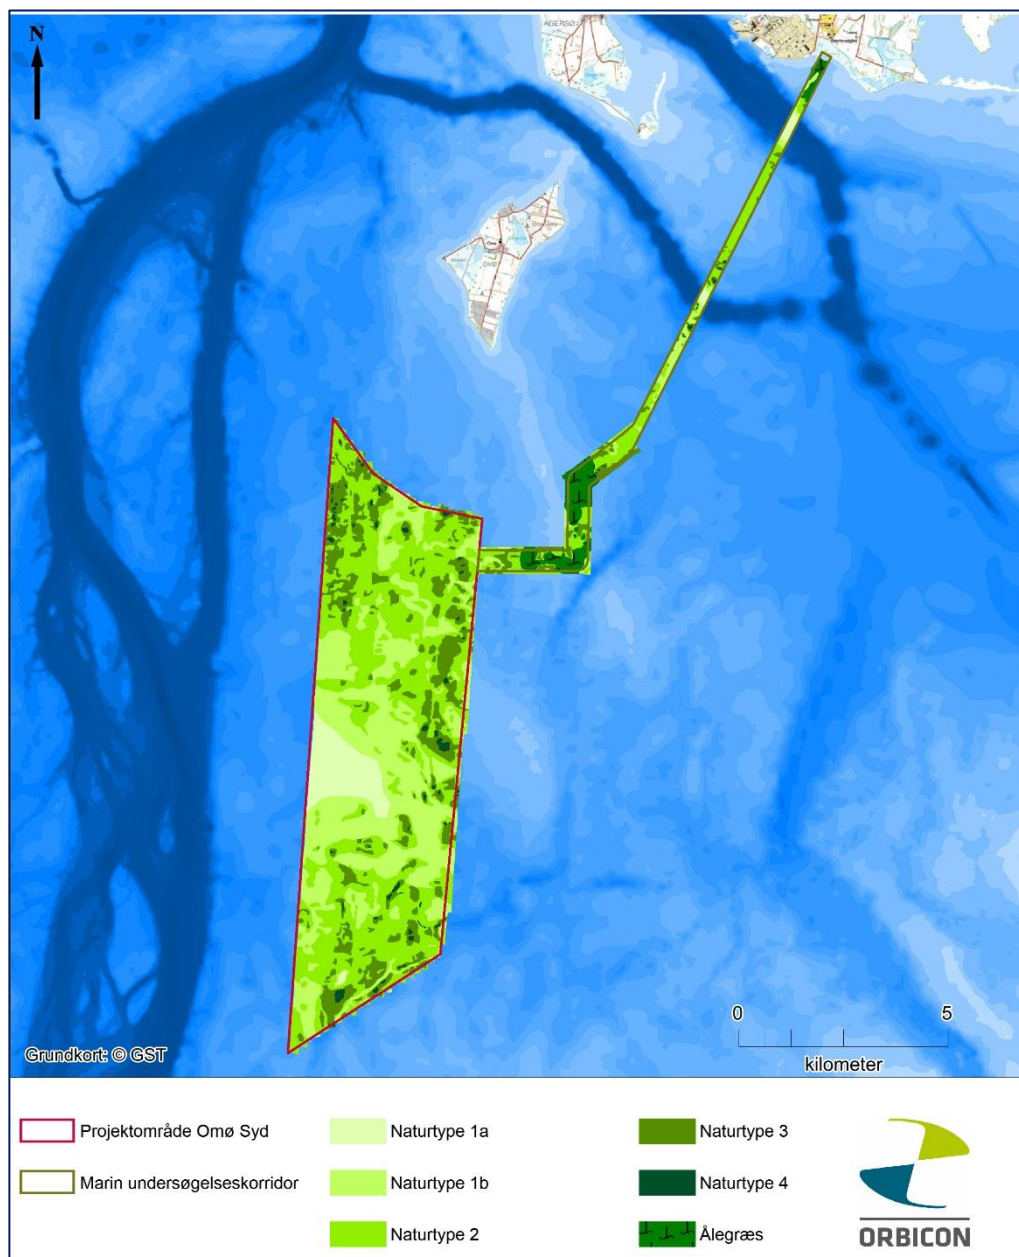 N
AGERSØ
0 5
kilometer
Grundkort: © GST
Projektområde Omø Syd
Marin undersøgelseskorridor
Naturtype 1a
Naturtype 1b
Naturtype 2
Naturtype 3
Naturtype 4
Ålegræs
ORBICON